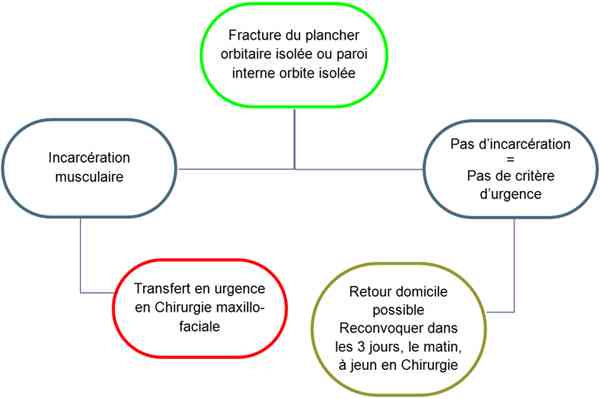 Fracture du plancher
orbitaire isolée ou paroi
interne orbite isolée
Incarcération
musculaire
Pas d'incarcération
=
Pas de critère
d'urgence
Transfert en urgence
en Chirurgie maxillo-
faciale
Retour domicile
possible
Reconvoquer dans
les 3 jours, le matin,
à jeun en Chirurgie